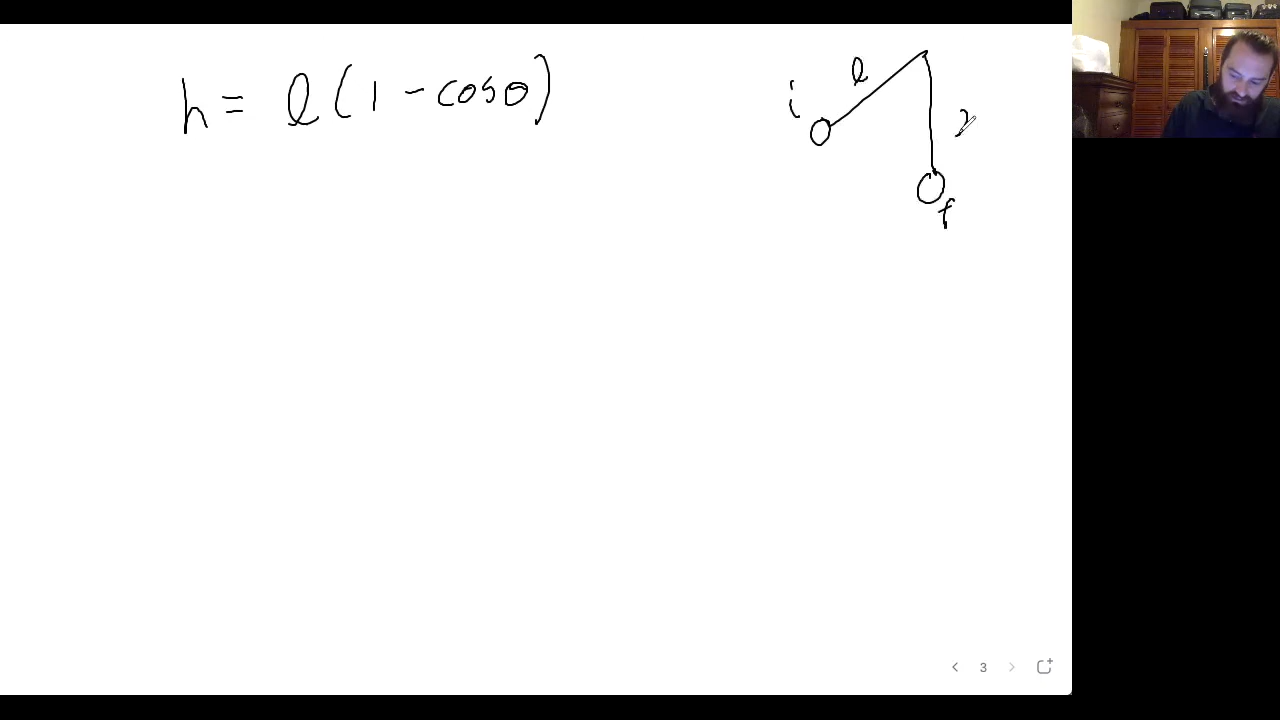 h = l(1 - cosθ)
l
i
f
3